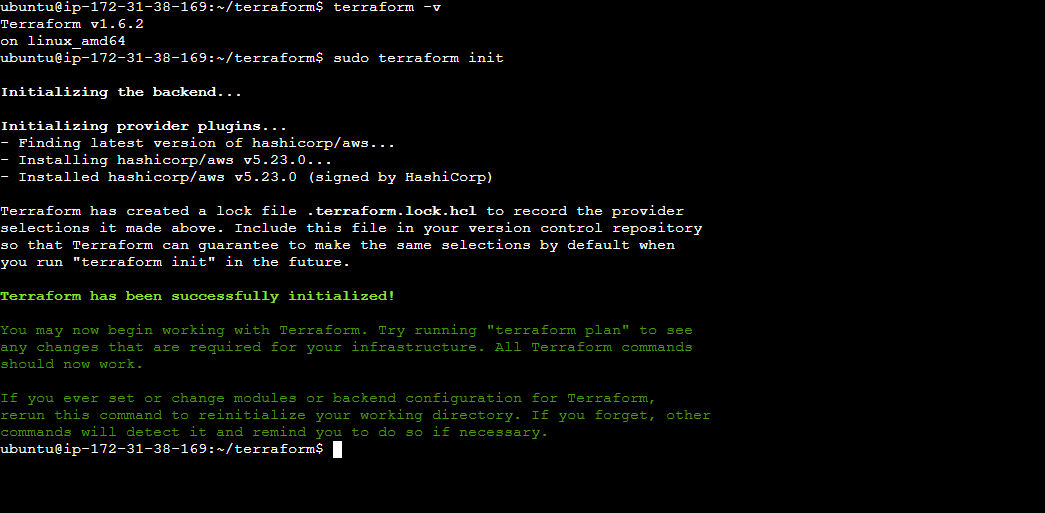 ubuntu@ip-172-31-38-169:~/terraform$ terraform -v
Terraform v1.6.2
on linux_amd64
ubuntu@ip-172-31-38-169:~/terraform$ sudo terraform init
Initializing the backend...
Initializing provider plugins...
- Finding latest version of hashicorp/aws...
- Installing hashicorp/aws v5.23.0...
- Installed hashicorp/aws v5.23.0 (signed by HashiCorp)
Terraform has created a lock file .terraform.lock.hcl to record the provider
selections it made above. Include this file in your version control repository
so that Terraform can guarantee to make the same selections by default when
you run "terraform init" in the future.
Terraform has been successfully initialized!
You may now begin working with Terraform. Try running "terraform plan" to see
any changes that are required for your infrastructure. All Terraform commands
should now work.
If you ever set or change modules or backend configuration for Terraform,
rerun this command to reinitialize your working directory. If you forget, other
commands will detect it and remind you to do so if necessary.
ubuntu@ip-172-31-38-169:~/terraform$